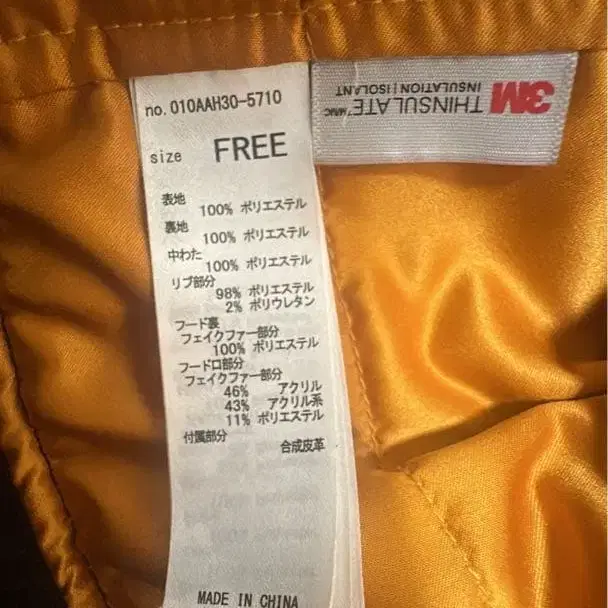 no. 010AAH30-5710
size FREE
表地
100% ポリエステル
裏地
100% ポリエステル
中わた
100% ポリエステル
リブ部分
98% ポリエステル
2% ポリウレタン
フード裏
フェイクファー部分
100% ポリエステル
フード口部分
フェイクファー部分
46% アクリル
43% アクリル系
11% ポリエステル
付属部分
合成皮革
MADE IN CHINA
3M
THINSULATE™/MC
INSULATION | ISOLANT